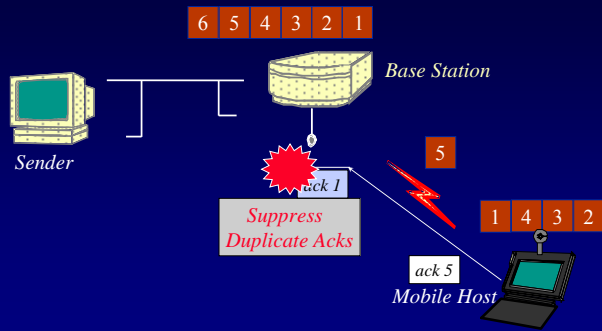 6 5 4 3 2 1
Base Station
Sender
5
ack 1
1 4 3 2
Suppress
Duplicate Acks
ack 5
Mobile Host